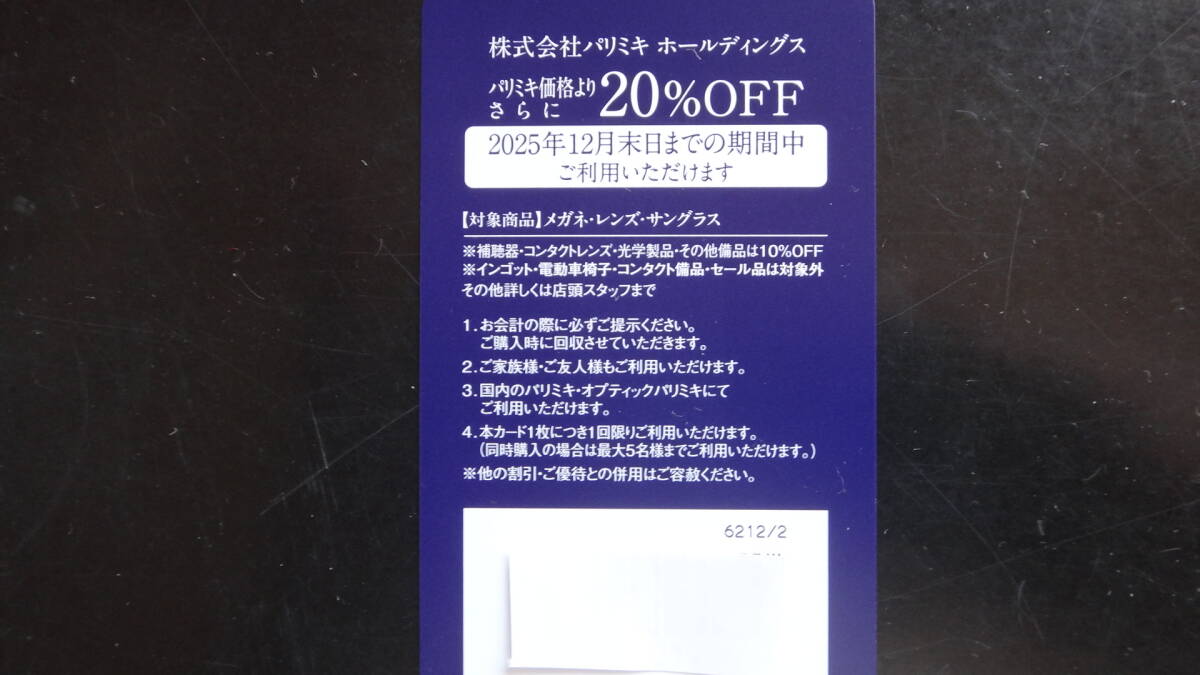 株式会社パリミキ ホールディングス
パリミキ価格より
さらに
20%OFF
2025年12月末日までの期間中
ご利用いただけます
【対象商品】メガネ・レンズ・サングラス
※補聴器・コンタクトレンズ・光学製品・その他備品は10%OFF
※インゴット・電動車椅子・コンタクト備品・セール品は対象外
その他詳しくは店頭スタッフまで
1.お会計の際に必ずご提示ください。
ご購入時に回収させていただきます。
2.ご家族様・ご友人様もご利用いただけます。
3.国内のパリミキ・オプティックパリミキにて
ご利用いただけます。
4.本カード1枚につき1回限りご利用いただけます。
(同時購入の場合は最大5名様までご利用いただけます。)
※他の割引・ご優待との併用はご容赦ください。
6212/2